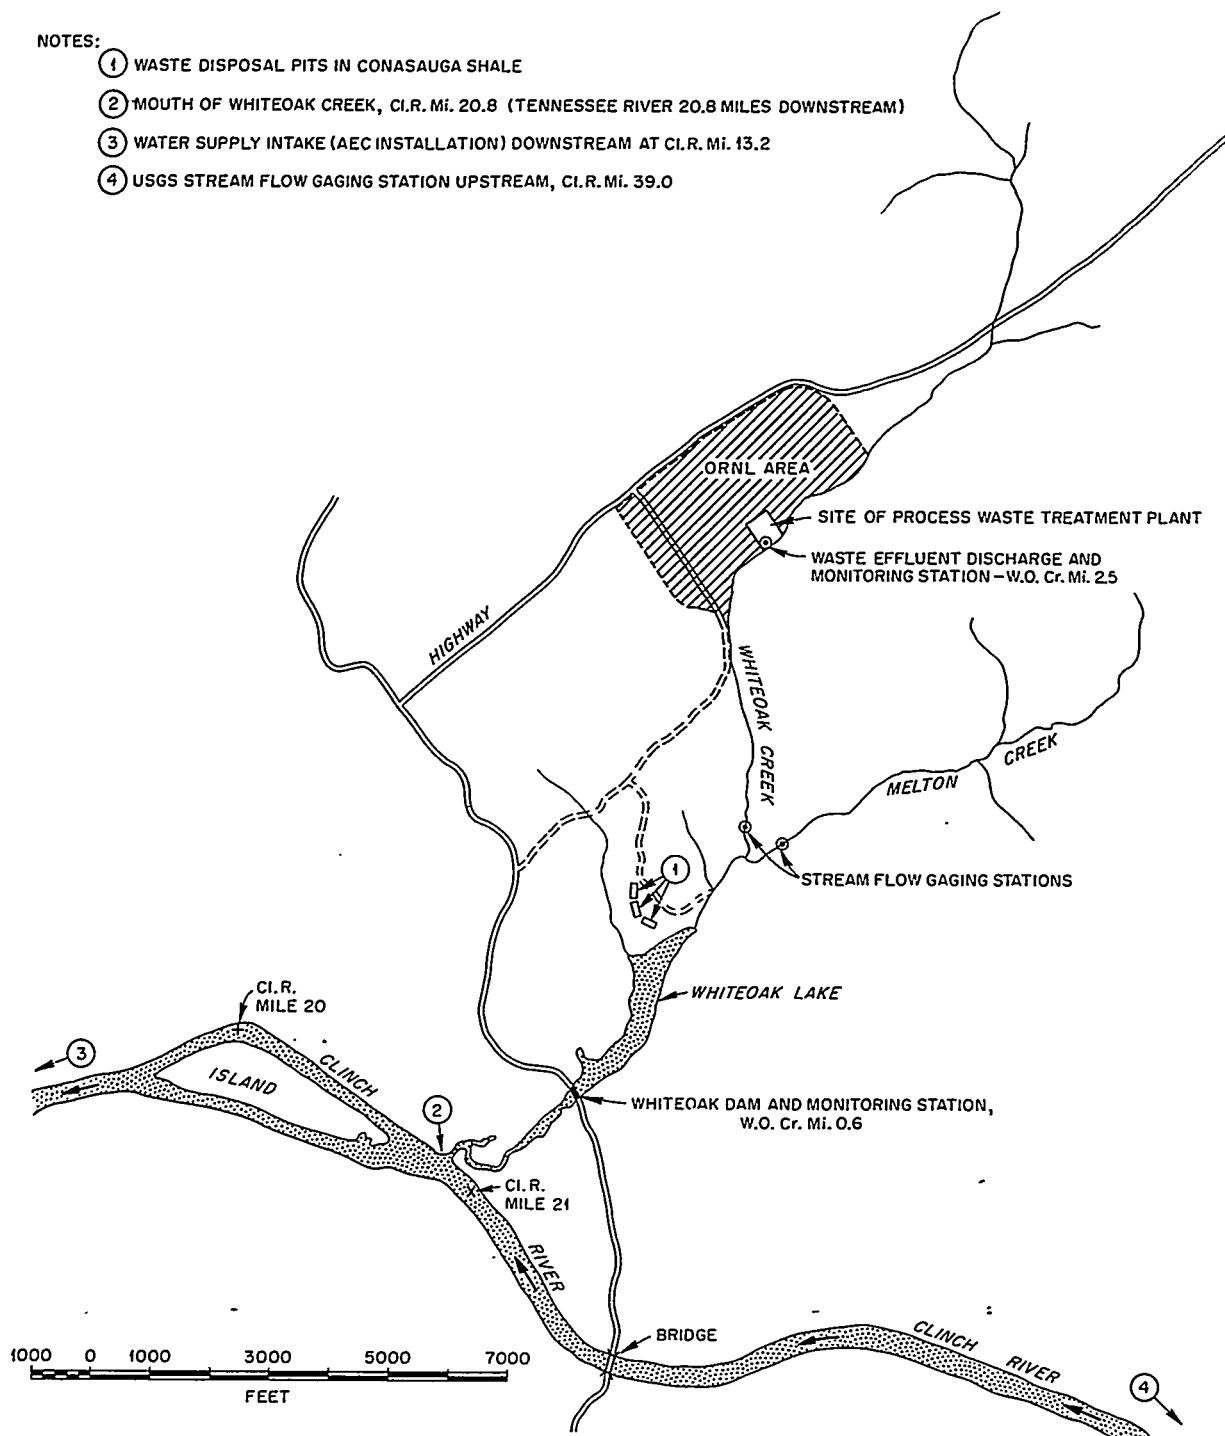 NOTES:
1 WASTE DISPOSAL PITS IN CONASAUGA SHALE
2 MOUTH OF WHITEOAK CREEK, Cl.R. Mi. 20.8 (TENNESSEE RIVER 20.8 MILES DOWNSTREAM)
3 WATER SUPPLY INTAKE (AEC INSTALLATION) DOWNSTREAM AT Cl.R. Mi. 13.2
4 USGS STREAM FLOW GAGING STATION UPSTREAM, Cl.R. Mi. 39.0
ORNL AREA
SITE OF PROCESS WASTE TREATMENT PLANT
WASTE EFFLUENT DISCHARGE AND
MONITORING STATION – W.O. Cr. Mi. 2.5
HIGHWAY
WHITEOAK CREEK
MELTON CREEK
1
STREAM FLOW GAGING STATIONS
WHITEOAK LAKE
Cl.R.
MILE 20
3
ISLAND
CLINCH
2
WHITEOAK DAM AND MONITORING STATION,
W.O. Cr. Mi. 0.6
Cl.R.
MILE 21
RIVER
BRIDGE
CLINCH
RIVER
4
1000 0 1000 3000 5000 7000
FEET